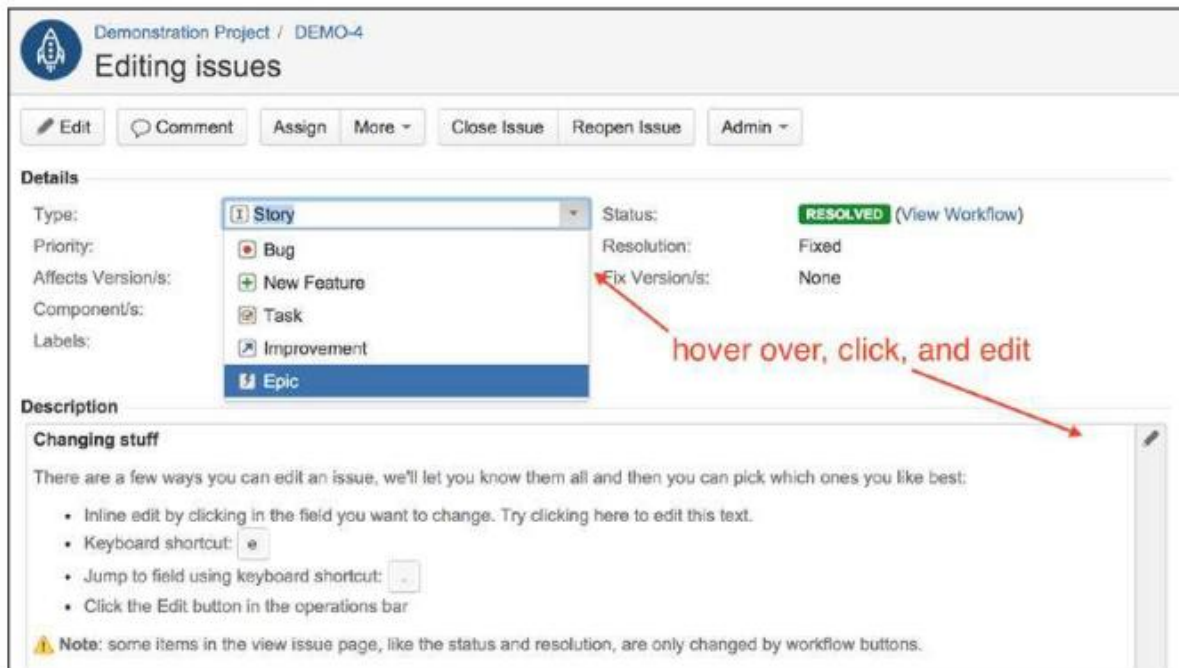 Demonstration Project / DEMO-4
Editing issues
Edit Comment Assign More Close Issue Reopen Issue Admin
Details
Type: Story Status: RESOLVED (View Workflow)
Priority: Bug Resolution: Fixed
Affects Version/s: New Feature Fix Version/s: None
Component/s: Task
Labels: Improvement
hover over, click, and edit
Epic
Description
Changing stuff
There are a few ways you can edit an issue, we'll let you know them all and then you can pick which ones you like best:
• Inline edit by clicking in the field you want to change. Try clicking here to edit this text.
• Keyboard shortcut: e
• Jump to field using keyboard shortcut: .
• Click the Edit button in the operations bar
Note: some items in the view issue page, like the status and resolution, are only changed by workflow buttons.